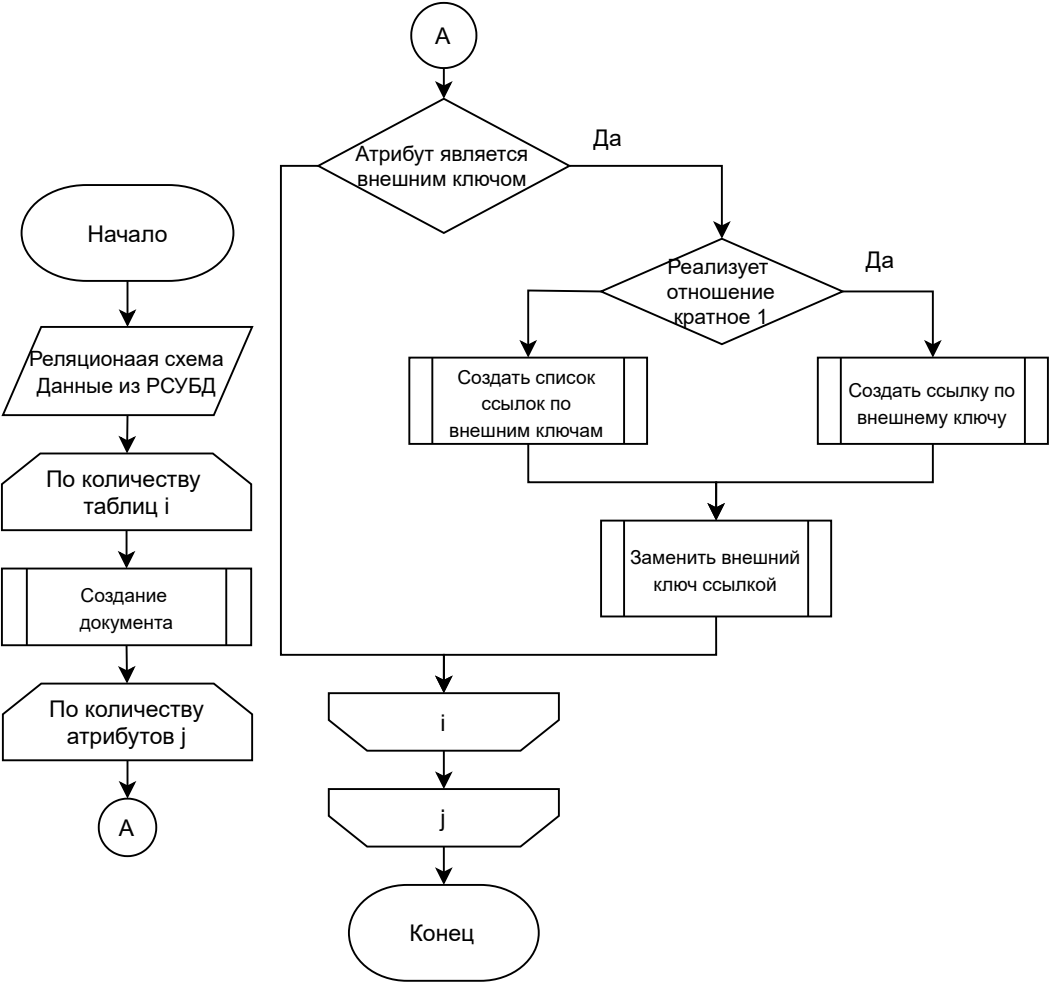 Начало
Реляционаая схема
Данные из РСУБД
По количеству
таблиц i
Создание
документа
По количеству
атрибутов j
А
А
Атрибут является
внешним ключом
Да
Реализует
отношение
кратное 1
Да
Создать список
ссылок по
внешним ключам
Создать ссылку по
внешнему ключу
Заменить внешний
ключ ссылкой
i
j
Конец